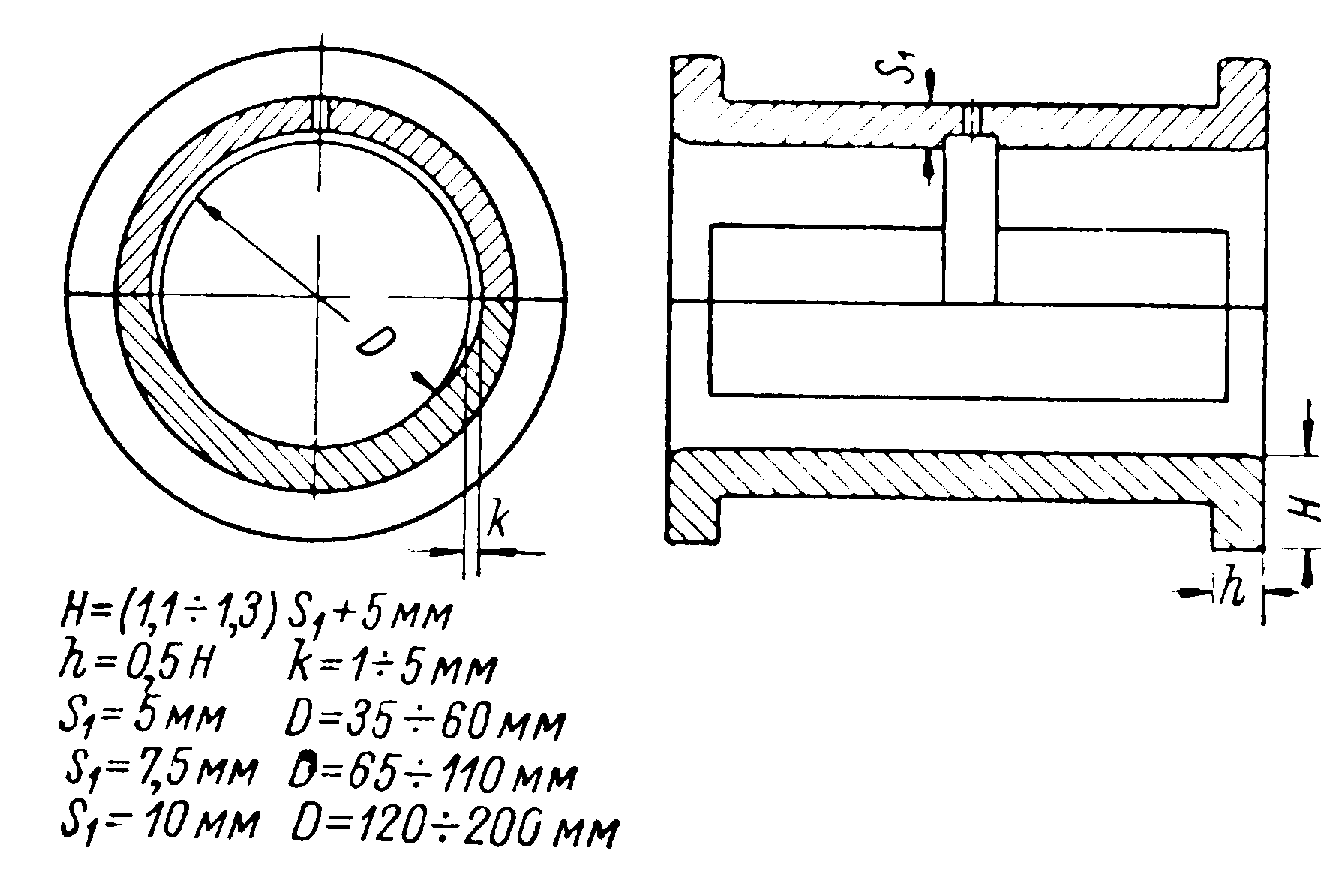 S₁
D
k
H
h
H=(1,1÷1,3) S₁+5 мм
h=0,5 H k=1÷5 мм
S₁=5 мм D=35÷60 мм
S₁=7,5 мм D=65÷110 мм
S₁=10 мм D=120÷200 мм